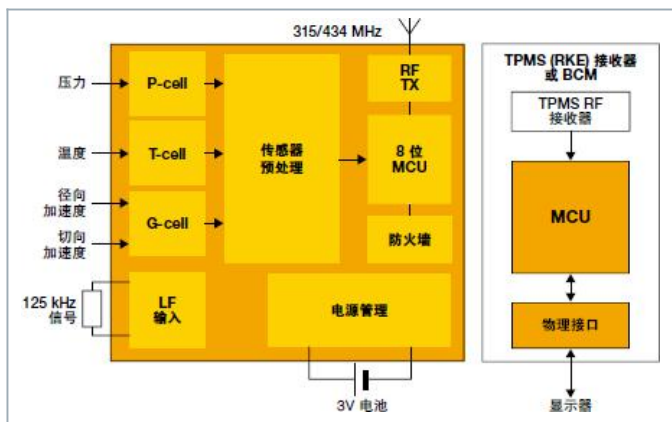 315/434 MHz
压力
P-cell
温度
T-cell
径向
加速度
切向
加速度
G-cell
传感器
预处理
RF
TX
8 位
MCU
防火墙
125 kHz
信号
LF
输入
电源管理
3V 电池
TPMS (RKE) 接收器
或 BCM
TPMS RF
接收器
MCU
物理接口
显示器